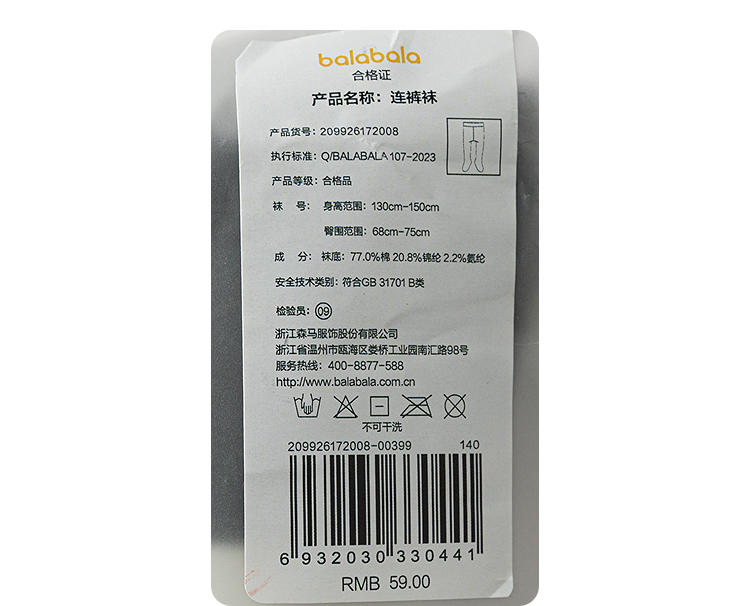 balabala
合格证
产品名称：连裤袜
产品货号：209926172008
执行标准：Q/BALABALA 107-2023
产品等级：合格品
袜 号： 身高范围：130cm-150cm
臀围范围：68cm-75cm
成 分： 袜底：77.0%棉 20.8%锦纶 2.2%氨纶
安全技术类别：符合GB 31701 B类
检验员：09
浙江森马服饰股份有限公司
浙江省温州市瓯海区娄桥工业园南汇路98号
服务热线：400-8877-588
http://www.balabala.com.cn
不可干洗
209926172008-00399 140
6 932030 330441
RMB 59.00